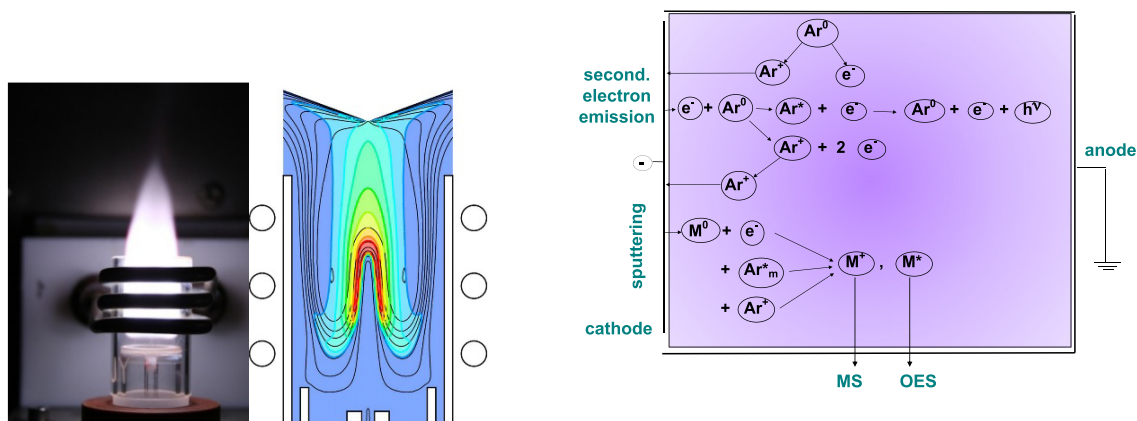 Ar⁰
Ar⁺ e⁻
second.
electron
emission
e⁻ + Ar⁰ Ar* + e⁻ Ar⁰ + e⁻ + hν
Ar⁺ + 2 e⁻
-
anode
Ar⁺
sputtering
M⁰ + e⁻
+ Ar*ₘ
M⁺ , M*
+ Ar⁺
cathode
MS OES